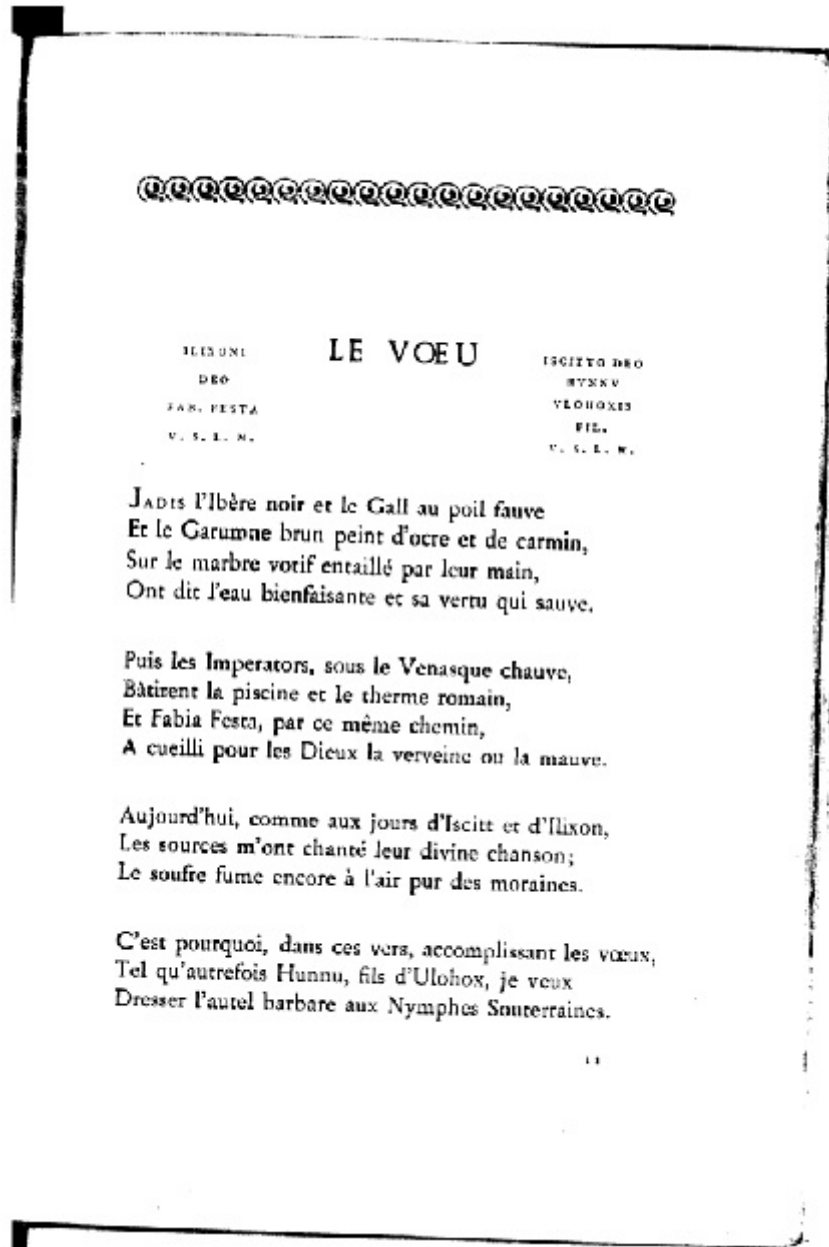 LE VŒU
ILIXONI
DEO
FAB. FESTA
V. S. L. M.
ISCITTO DEO
HVNNV
VLOHOXIS
FIL.
V. S. L. M.
JADIS l'Ibère noir et le Gall au poil fauve
Et le Garumne brun peint d'ocre et de carmin,
Sur le marbre votif entaillé par leur main,
Ont dit l'eau bienfaisante et sa vertu qui sauve.
Puis les Imperators, sous le Venasque chauve,
Bâtirent la piscine et le therme romain,
Et Fabia Festa, par ce même chemin,
A cueilli pour les Dieux la verveine ou la mauve.
Aujourd'hui, comme aux jours d'Iscitt et d'Ilixon,
Les sources m'ont chanté leur divine chanson;
Le soufre fume encore à l'air pur des moraines.
C'est pourquoi, dans ces vers, accomplissant les vœux,
Tel qu'autrefois Hunnu, fils d'Ulohox, je veux
Dresser l'autel barbare aux Nymphes Souterraines.